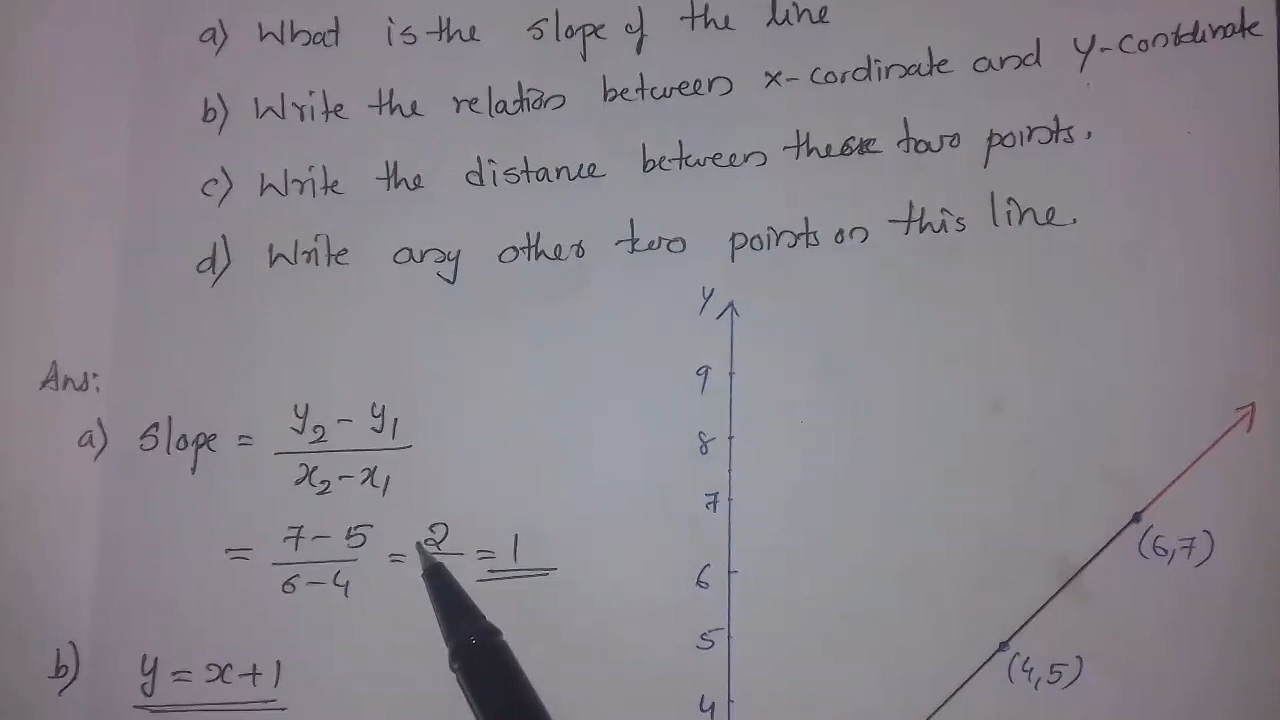 a) What is the slope of the line
b) Write the relation between x-cordinate and y-coordinate
c) Write the distance between these two points.
d) Write any other two points on this line.
y
9
8
7
6
5
4
(6,7)
(4,5)
Ans:
a) slope = y₂ - y₁ / x₂ - x₁
= 7 - 5 / 6 - 4 = 2 = 1
b) y = x + 1